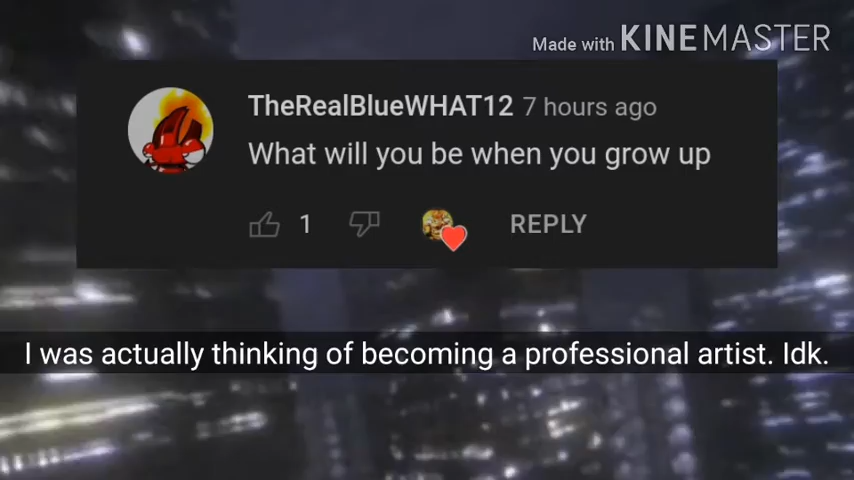 Made with KINEMASTER
TheRealBlueWHAT12 7 hours ago
What will you be when you grow up
1 REPLY
I was actually thinking of becoming a professional artist. Idk.